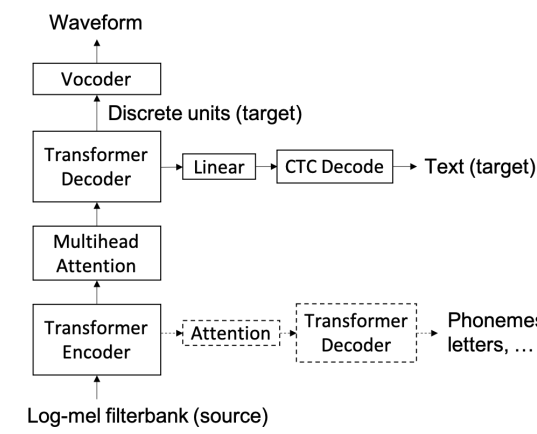 Waveform
Vocoder
Discrete units (target)
Transformer
Decoder
Linear
CTC Decode
Text (target)
Multihead
Attention
Transformer
Encoder
Attention
Transformer
Decoder
Phonemes
letters, ...
Log-mel filterbank (source)